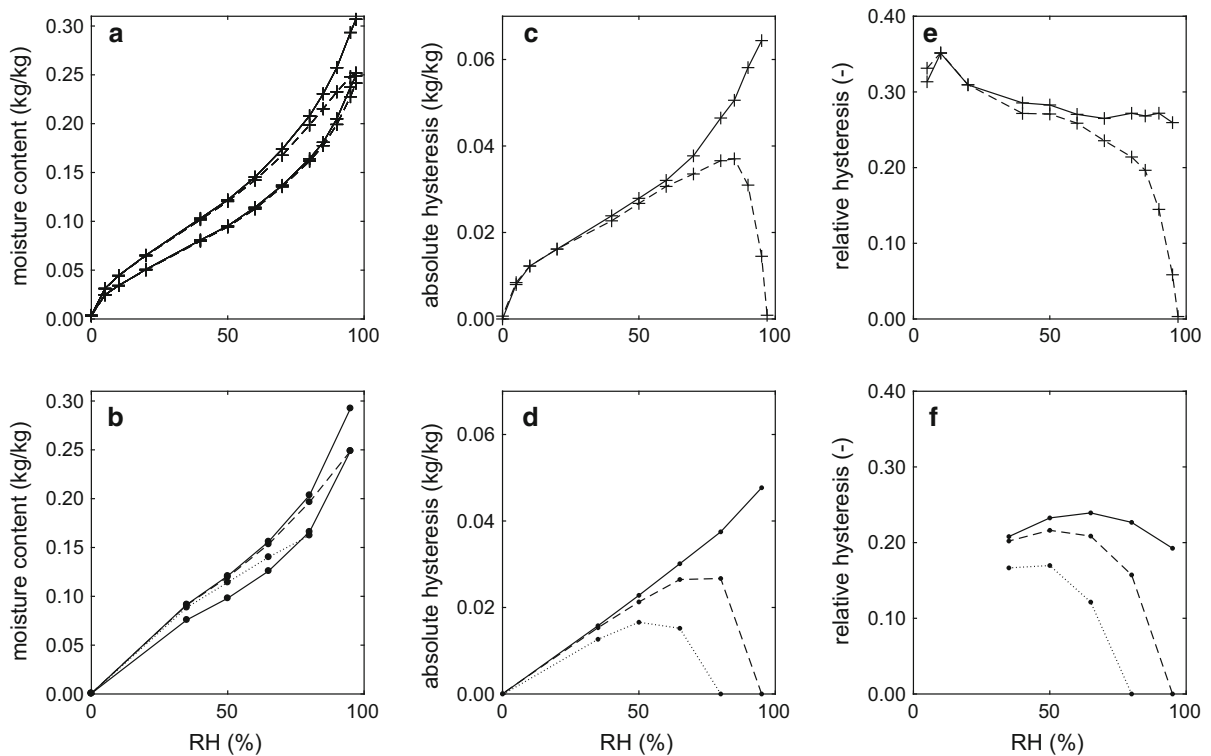 a
moisture content (kg/kg)
0.30
0.25
0.20
0.15
0.10
0.05
0.00
0 50 100
c
absolute hysteresis (kg/kg)
0.06
0.04
0.02
0.00
0 50 100
e
relative hysteresis (-)
0.40
0.30
0.20
0.10
0.00
0 50 100
b
moisture content (kg/kg)
0.30
0.25
0.20
0.15
0.10
0.05
0.00
0 50 100
RH (%)
d
absolute hysteresis (kg/kg)
0.06
0.04
0.02
0.00
0 50 100
RH (%)
f
relative hysteresis (-)
0.40
0.30
0.20
0.10
0.00
0 50 100
RH (%)